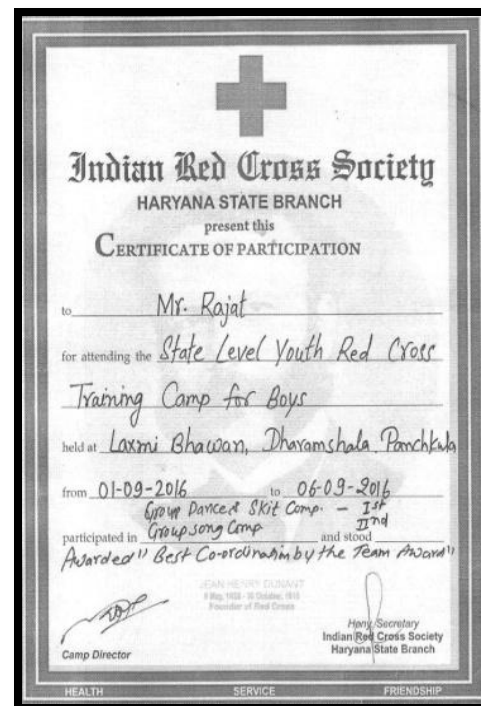 Indian Red Cross Society
HARYANA STATE BRANCH
present this
CERTIFICATE OF PARTICIPATION
to Mr. Rajat
for attending the State Level Youth Red Cross
Training Camp for Boys
held at Laxmi Bhawan, Dharamshala, Panchkula
from 01-09-2016 to 06-09-2016
Group Dance & Skit Comp. - Ist
participated in Group song Comp and stood IInd
Awarded "Best Co-ordination by the Team Award"
JEAN HENRY DUNANT
Founder of Red Cross
Hony. Secretary
Indian Red Cross Society
Camp Director Haryana State Branch
HEALTH SERVICE FRIENDSHIP